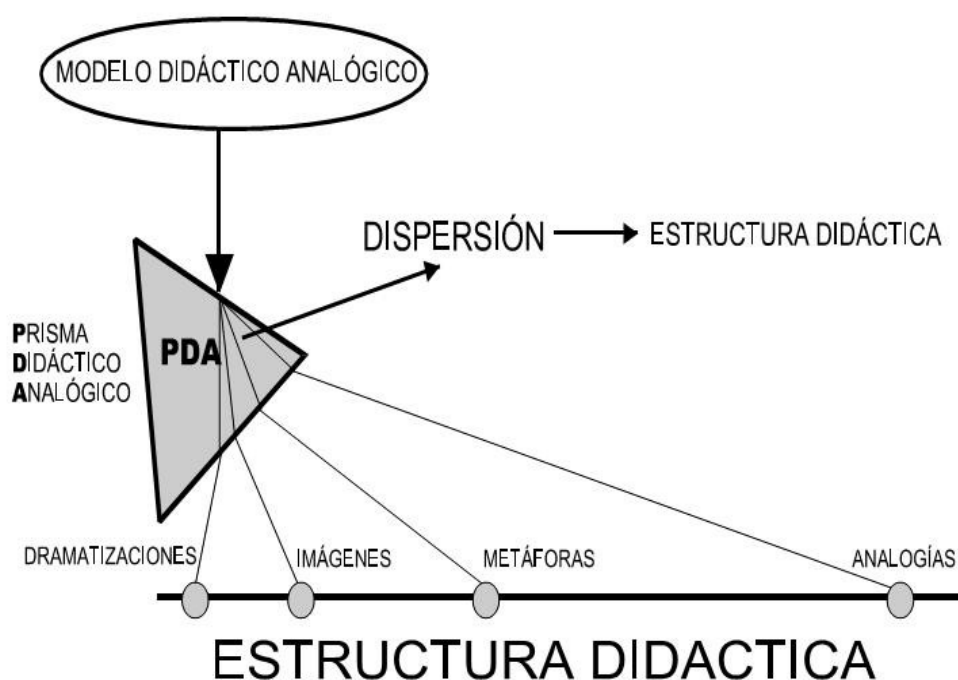 MODELO DIDÁCTICO ANALÓGICO
DISPERSIÓN
ESTRUCTURA DIDÁCTICA
PRISMA
DIDÁCTICO
ANALÓGICO
PDA
DRAMATIZACIONES
IMÁGENES
METÁFORAS
ANALOGÍAS
ESTRUCTURA DIDACTICA